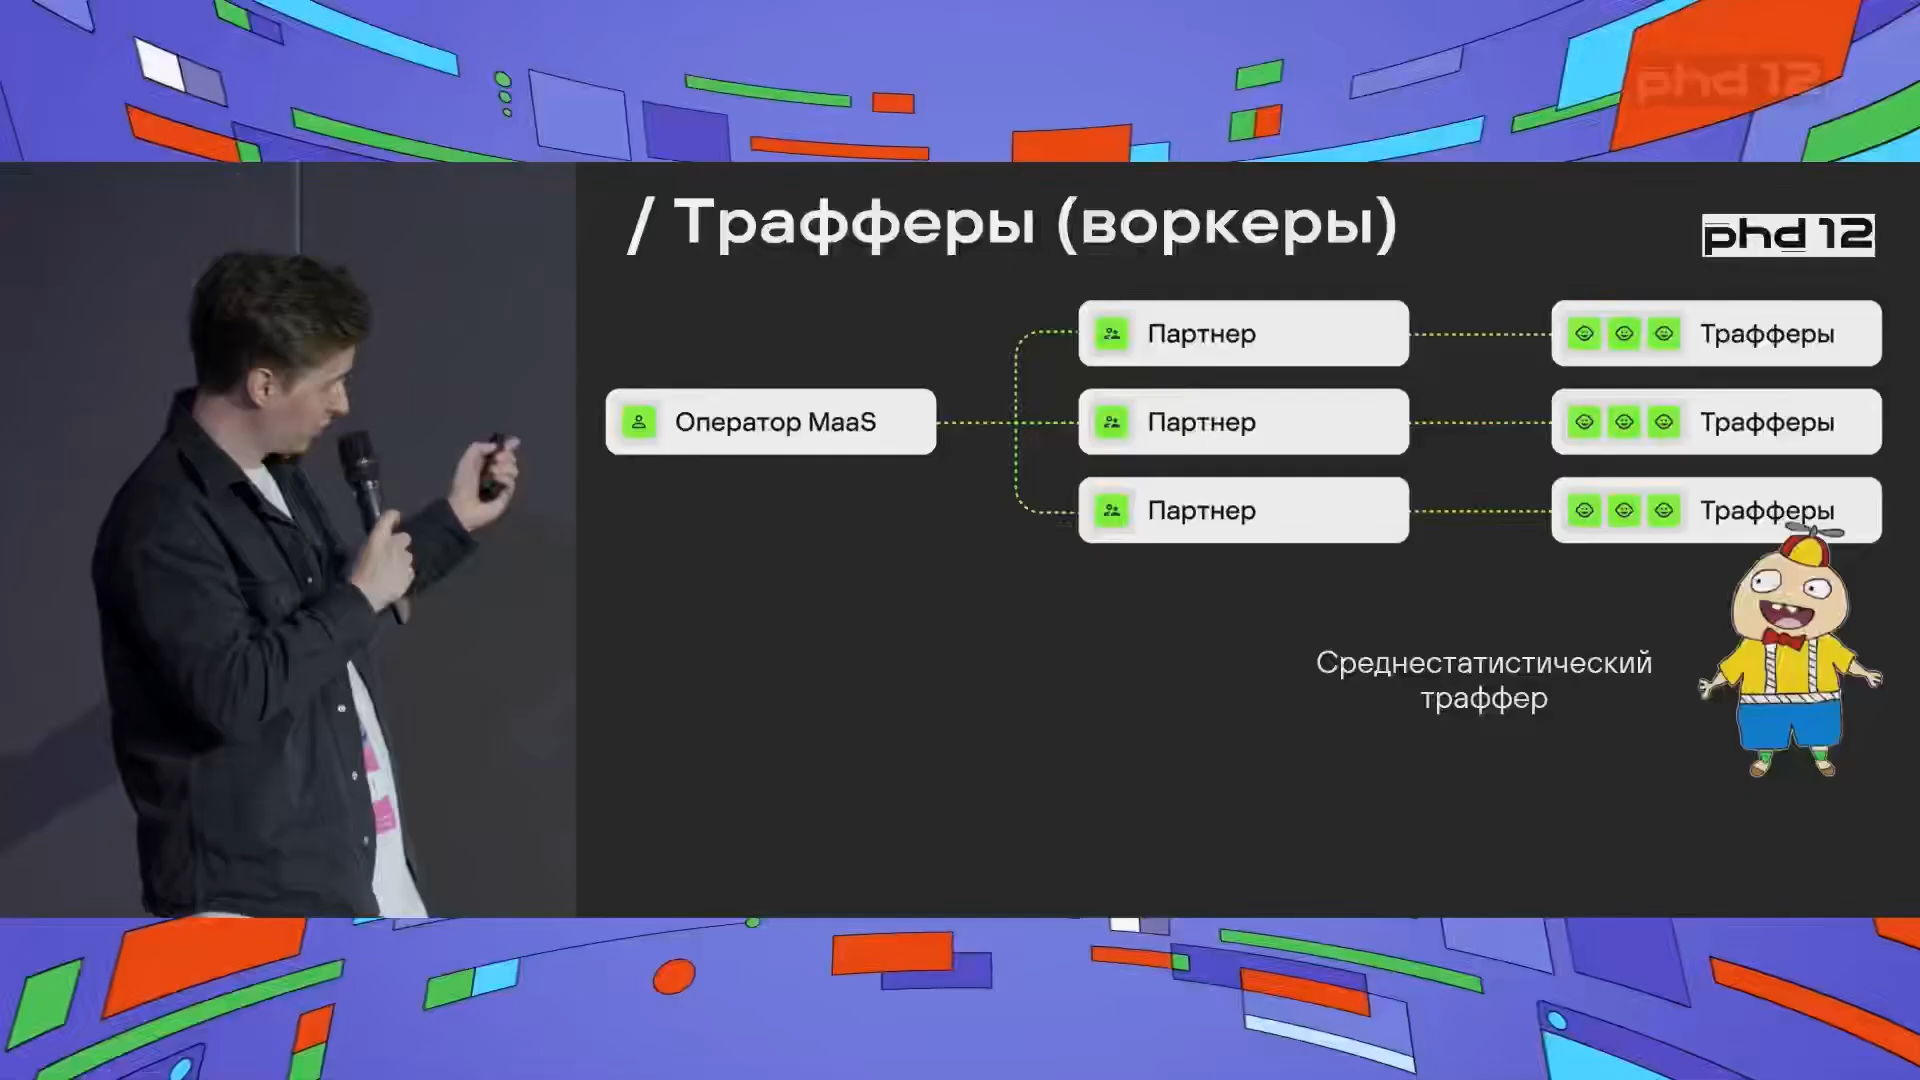 phd 12
/ Трафферы (воркеры)
phd 12
Партнер
Трафферы
Оператор MaaS
Партнер
Трафферы
Партнер
Трафферы
Среднестатистический
траффер